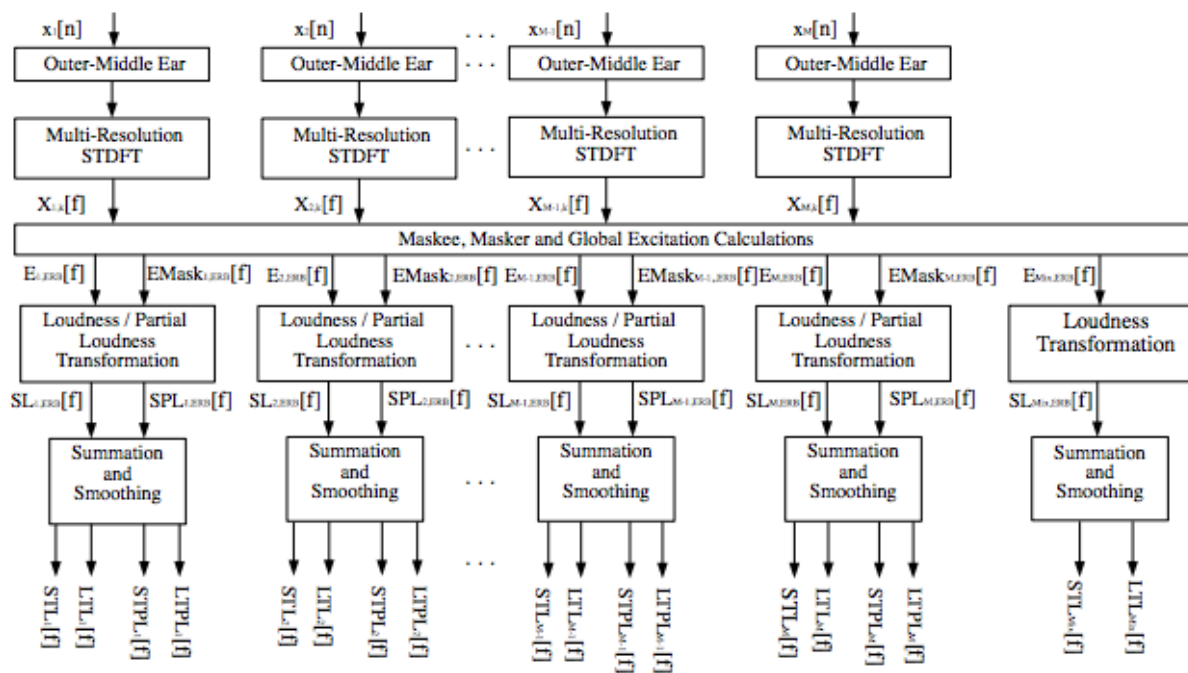 x1[n] x2[n] . . . xM-1[n] xM[n]
Outer-Middle Ear Outer-Middle Ear . . . Outer-Middle Ear Outer-Middle Ear
Multi-Resolution Multi-Resolution Multi-Resolution Multi-Resolution
STDFT STDFT . . . STDFT STDFT
X1,k[f] X2,k[f] XM-1,k[f] XM,k[f]
Maskee, Masker and Global Excitation Calculations
E1,ERB[f] EMask1,ERB[f] E2,ERB[f] EMask2,ERB[f] EM-1,ERB[f] EMaskM-1,,ERB[f] EM,ERB[f] EMaskM,ERB[f] EMix,ERB[f]
Loudness / Partial Loudness / Partial Loudness / Partial Loudness / Partial Loudness
Loudness Loudness . . . Loudness Loudness Transformation
Transformation Transformation Transformation Transformation
SL1,ERB[f] SPL1,ERB[f] SL2,ERB[f] SPL2,ERB[f] SLM-1,ERB[f] SPLM-1,ERB[f] SLM,ERB[f] SPLM,ERB[f] SLMix,ERB[f]
Summation Summation Summation Summation Summation
and and and and and
Smoothing Smoothing . . . Smoothing Smoothing Smoothing
. . .
STL1[f] LTL1[f] STPL1[f] LTPL1[f] STL2[f] LTL2[f] STPL2[f] LTPL2[f] STLM-1[f] LTLM-1[f] STPLM-1[f] LTPLM-1[f] STLM[f] LTLM[f] STPLM[f] LTPLM[f] STLMix[f] LTLMix[f]